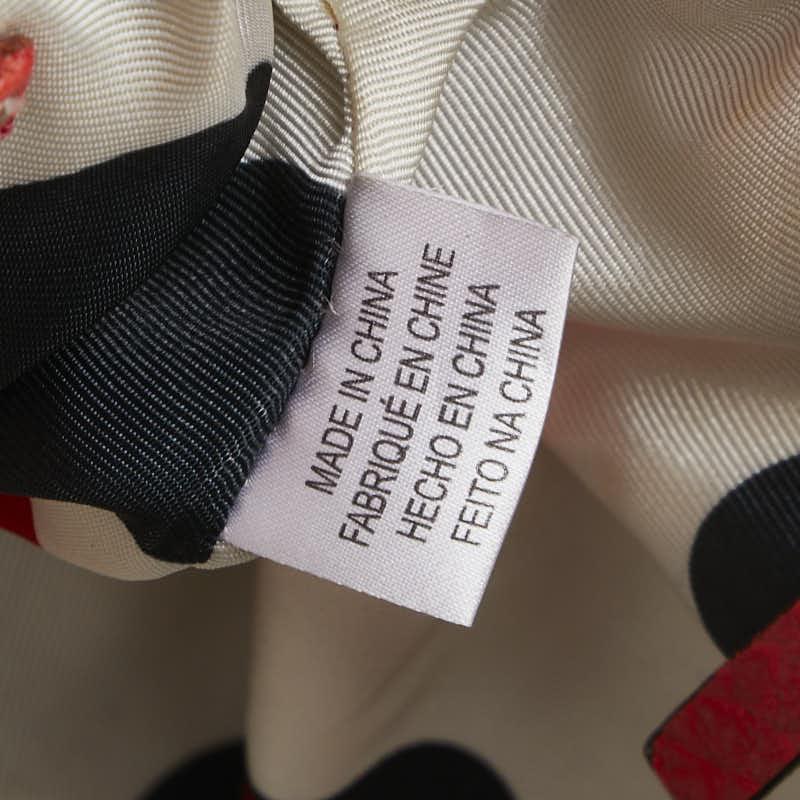 MADE IN CHINA
FABRIQUÉ EN CHINE
HECHO EN CHINA
FEITO NA CHINA